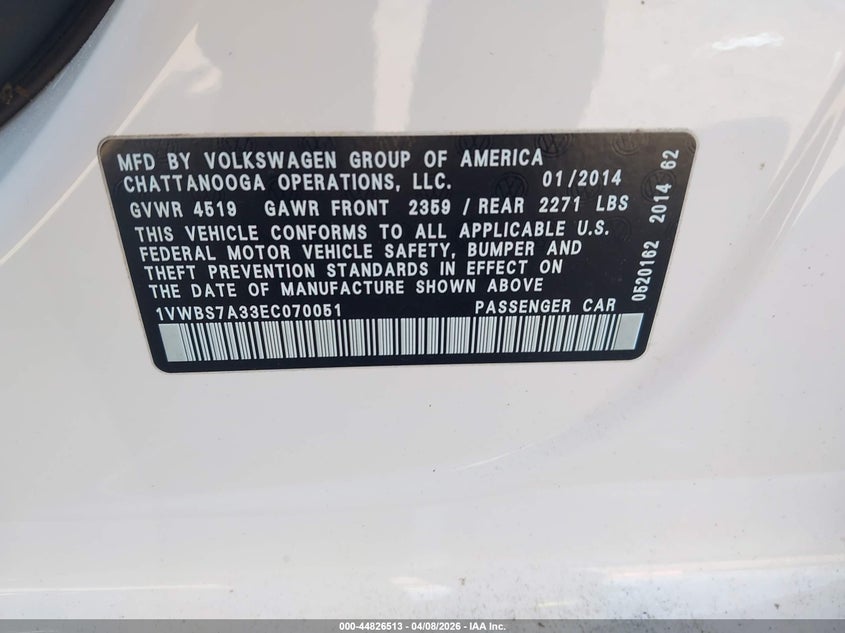 MFD BY VOLKSWAGEN GROUP OF AMERICA
CHATTANOOGA OPERATIONS, LLC. 01/2014
GVWR 4519 GAWR FRONT 2359 / REAR 2271 LBS
THIS VEHICLE CONFORMS TO ALL APPLICABLE U.S.
FEDERAL MOTOR VEHICLE SAFETY, BUMPER AND
THEFT PREVENTION STANDARDS IN EFFECT ON
THE DATE OF MANUFACTURE SHOWN ABOVE
1VWBS7A33EC070051 PASSENGER CAR
0520162 2014 62
000-44826513 | 04/08/2026 | IAA Inc.